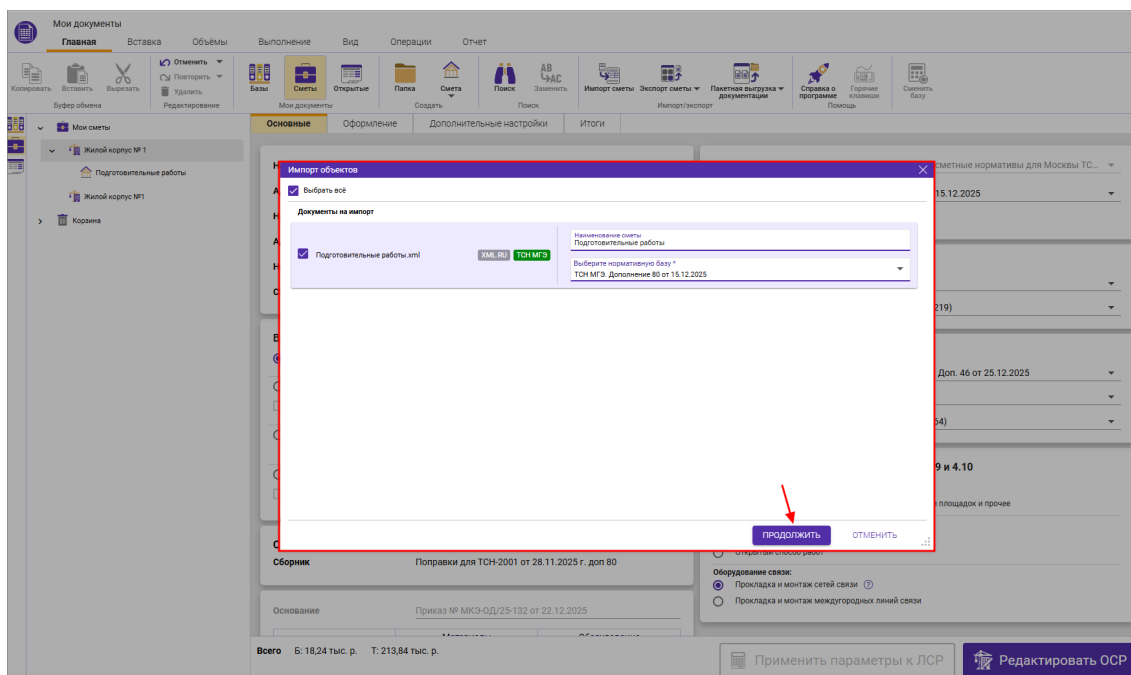 Мои документы
Главная Вставка Объёмы Выполнение Вид Операции Отчет
Копировать Вставить Вырезать
Отменить
Повторить
Удалить
Базы Сметы Открытые Папка Смета Поиск Заменить Импорт сметы Экспорт сметы Пакетная выгрузка документации Справка о программе Горячие клавиши Сменить базу
Буфер обмена Редактирование Мои документы Создать Поиск Импорт/экспорт Помощь
Мои сметы
Жилой корпус № 1
Подготовительные работы
Жилой корпус №1
Корзина
Основные Оформление Дополнительные настройки Итоги
сметные нормативы для Москвы ТС...
15.12.2025
219)
Доп. 46 от 25.12.2025
64)
9 и 4.10
площадок и прочее
Импорт объектов
Выбрать всё
Документы на импорт
Подготовительные работы.xml XML.RU ТСН МГЭ
Наименование сметы
Подготовительные работы
Выберите нормативную базу *
ТСН МГЭ. Дополнение 80 от 15.12.2025
ПРОДОЛЖИТЬ ОТМЕНИТЬ
Открытый способ работ
Сборник Поправки для ТСН-2001 от 28.11.2025 г. доп 80
Оборудование связи:
Прокладка и монтаж сетей связи
Прокладка и монтаж междугородных линий связи
Основание Приказ № МКЭ-ОД/25-132 от 22.12.2025
Всего Б: 18,24 тыс. р. Т: 213,84 тыс. р.
Применить параметры к ЛСР
Редактировать ОСР